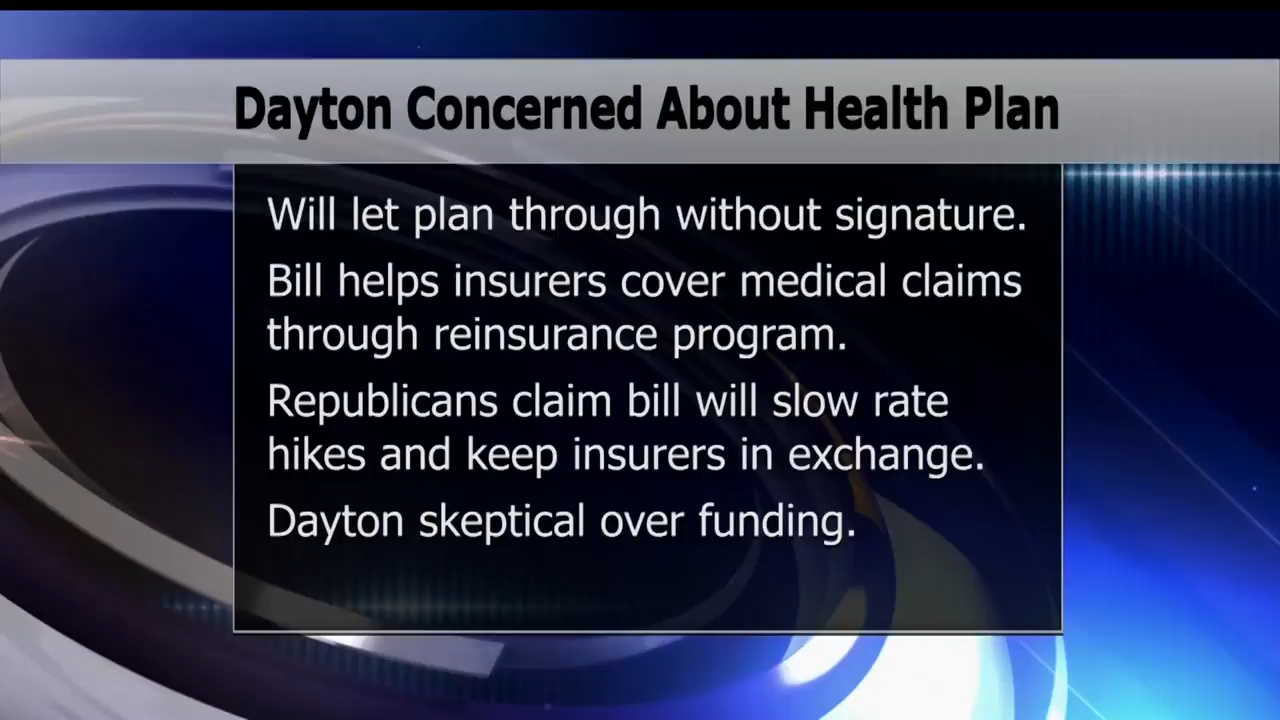 Dayton Concerned About Health Plan
Will let plan through without signature.
Bill helps insurers cover medical claims
through reinsurance program.
Republicans claim bill will slow rate
hikes and keep insurers in exchange.
Dayton skeptical over funding.